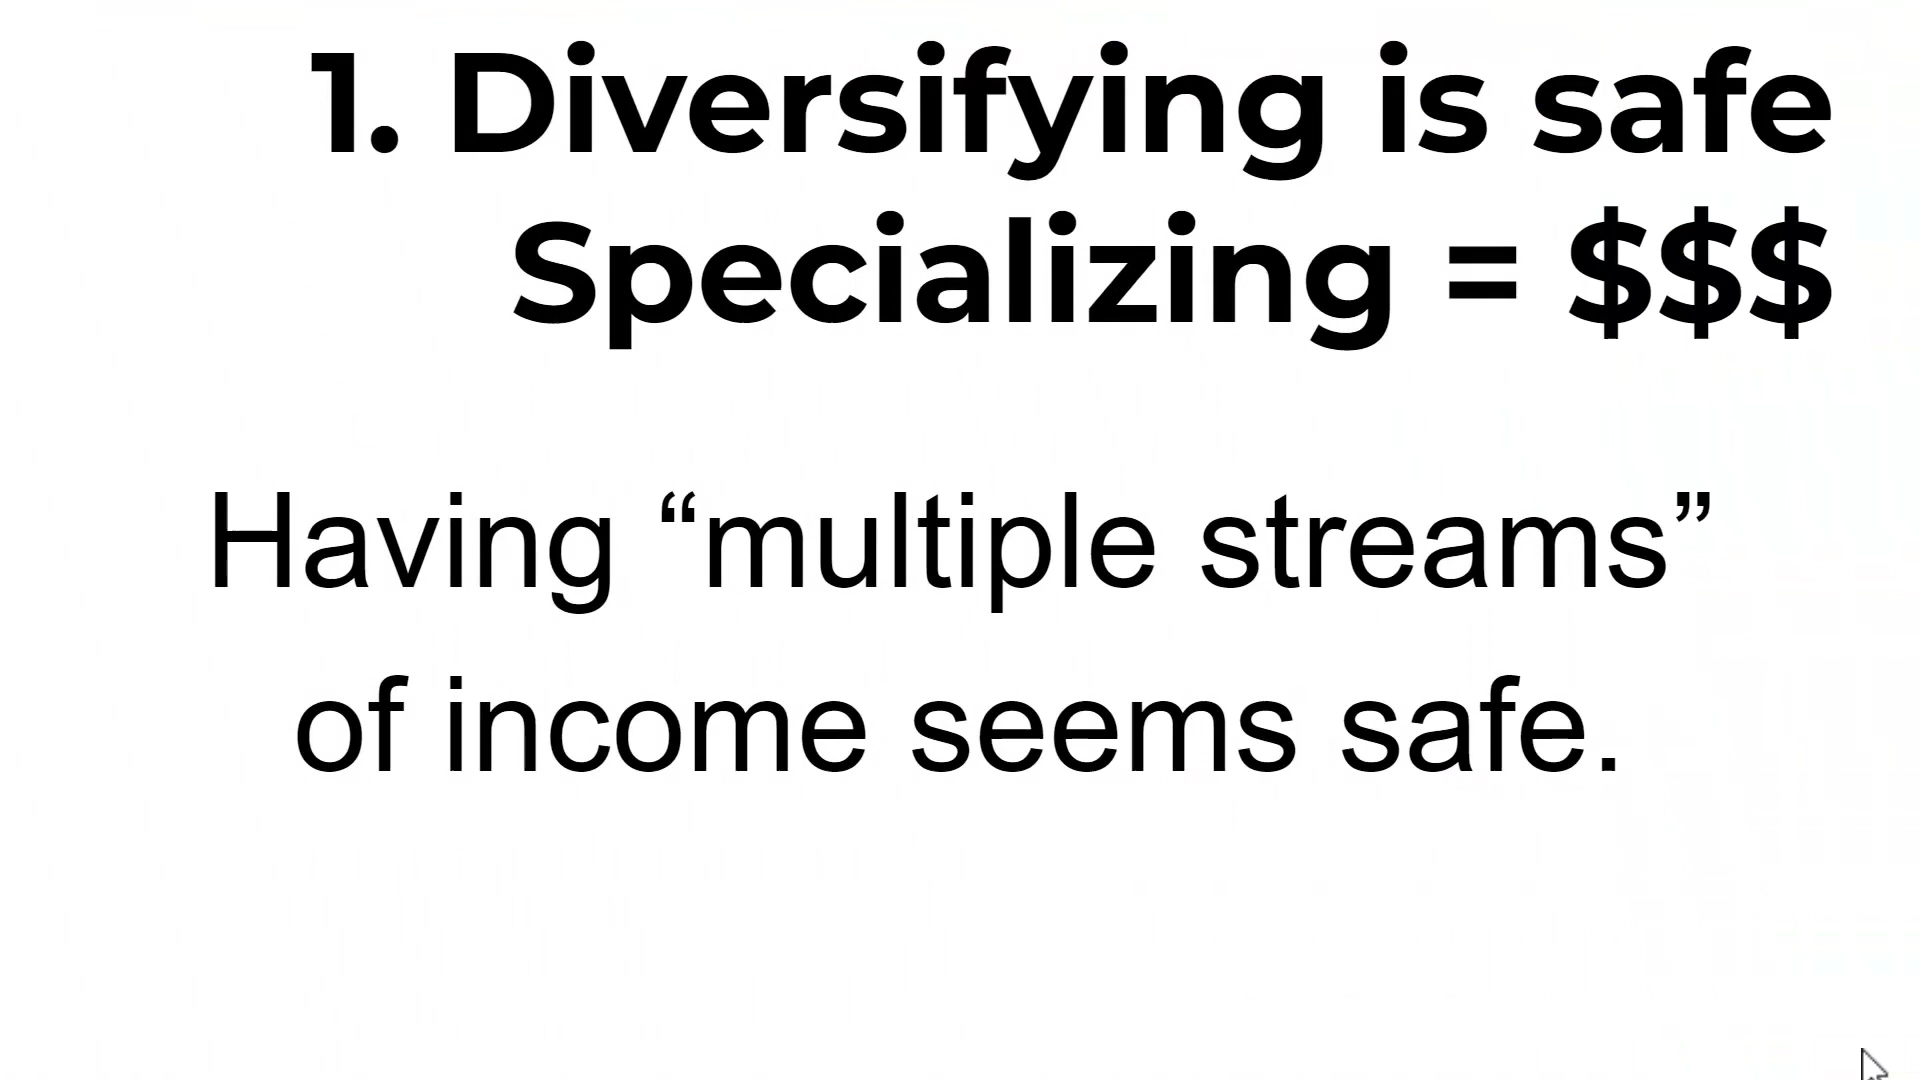 1. Diversifying is safe
Specializing = $$$
Having “multiple streams”
of income seems safe.